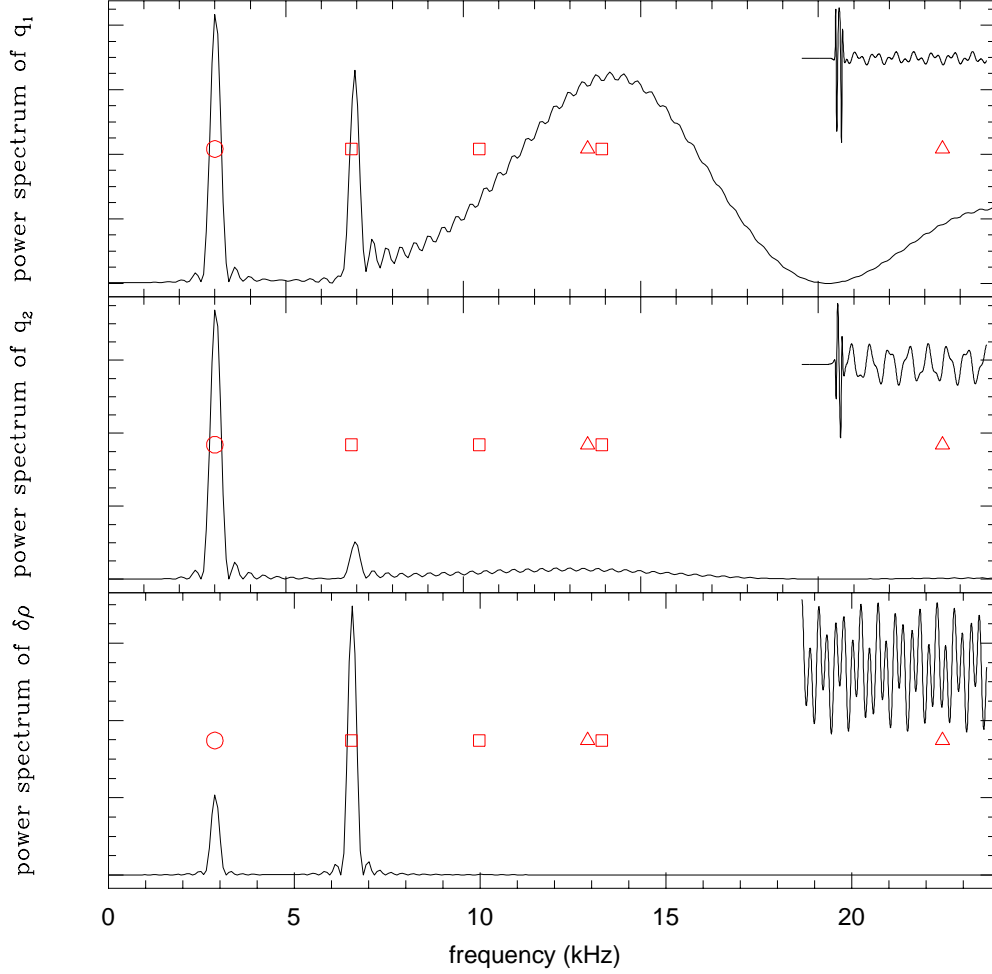 power spectrum of q₁
power spectrum of q₂
power spectrum of δρ
0 5 10 15 20
frequency (kHz)